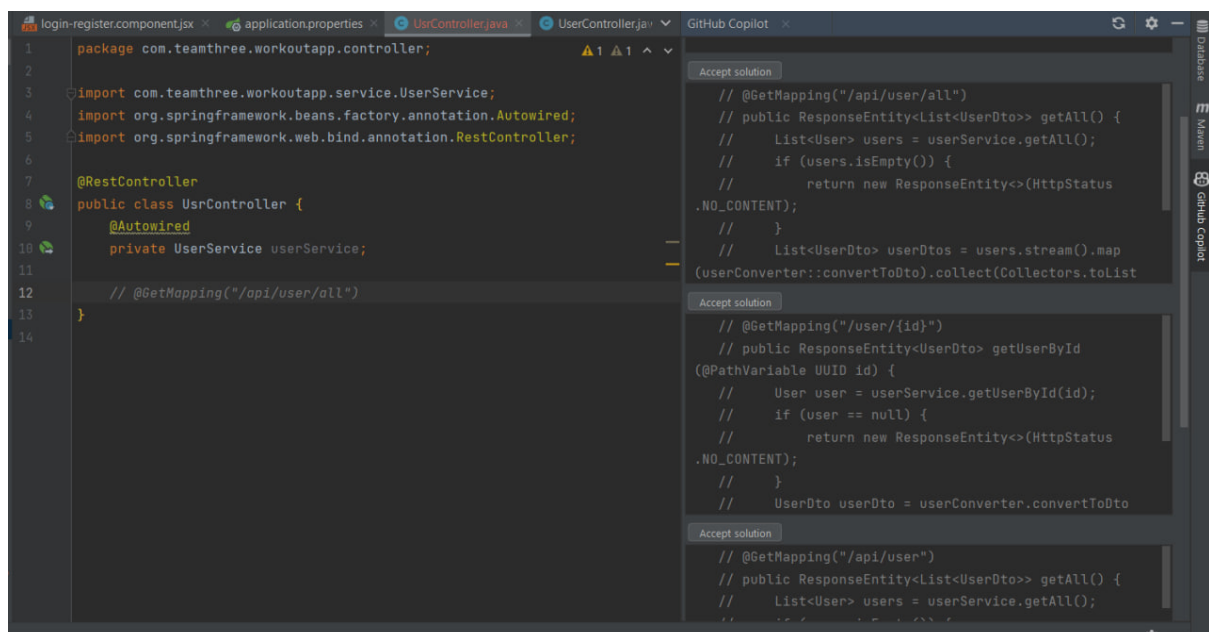 login-register.component.jsx
application.properties
UsrController.java
UserController.jav
GitHub Copilot
1 package com.teamthree.workoutapp.controller;
1 1
2
3 import com.teamthree.workoutapp.service.UserService;
4 import org.springframework.beans.factory.annotation.Autowired;
5 import org.springframework.web.bind.annotation.RestController;
6
7 @RestController
8 public class UsrController {
9 @Autowired
10 private UserService userService;
11
12 // @GetMapping("/api/user/all")
13 }
14
Accept solution
// @GetMapping("/api/user/all")
// public ResponseEntity<List<UserDto>> getAll() {
// List<User> users = userService.getAll();
// if (users.isEmpty()) {
// return new ResponseEntity<>(HttpStatus
.NO_CONTENT);
// }
// List<UserDto> userDtos = users.stream().map
(userConverter::convertToDto).collect(Collectors.toList
Accept solution
// @GetMapping("/user/{id}")
// public ResponseEntity<UserDto> getUserById
(@PathVariable UUID id) {
// User user = userService.getUserById(id);
// if (user == null) {
// return new ResponseEntity<>(HttpStatus
.NO_CONTENT);
// }
// UserDto userDto = userConverter.convertToDto
Accept solution
// @GetMapping("/api/user")
// public ResponseEntity<List<UserDto>> getAll() {
// List<User> users = userService.getAll();
Database
m Maven
GitHub Copilot